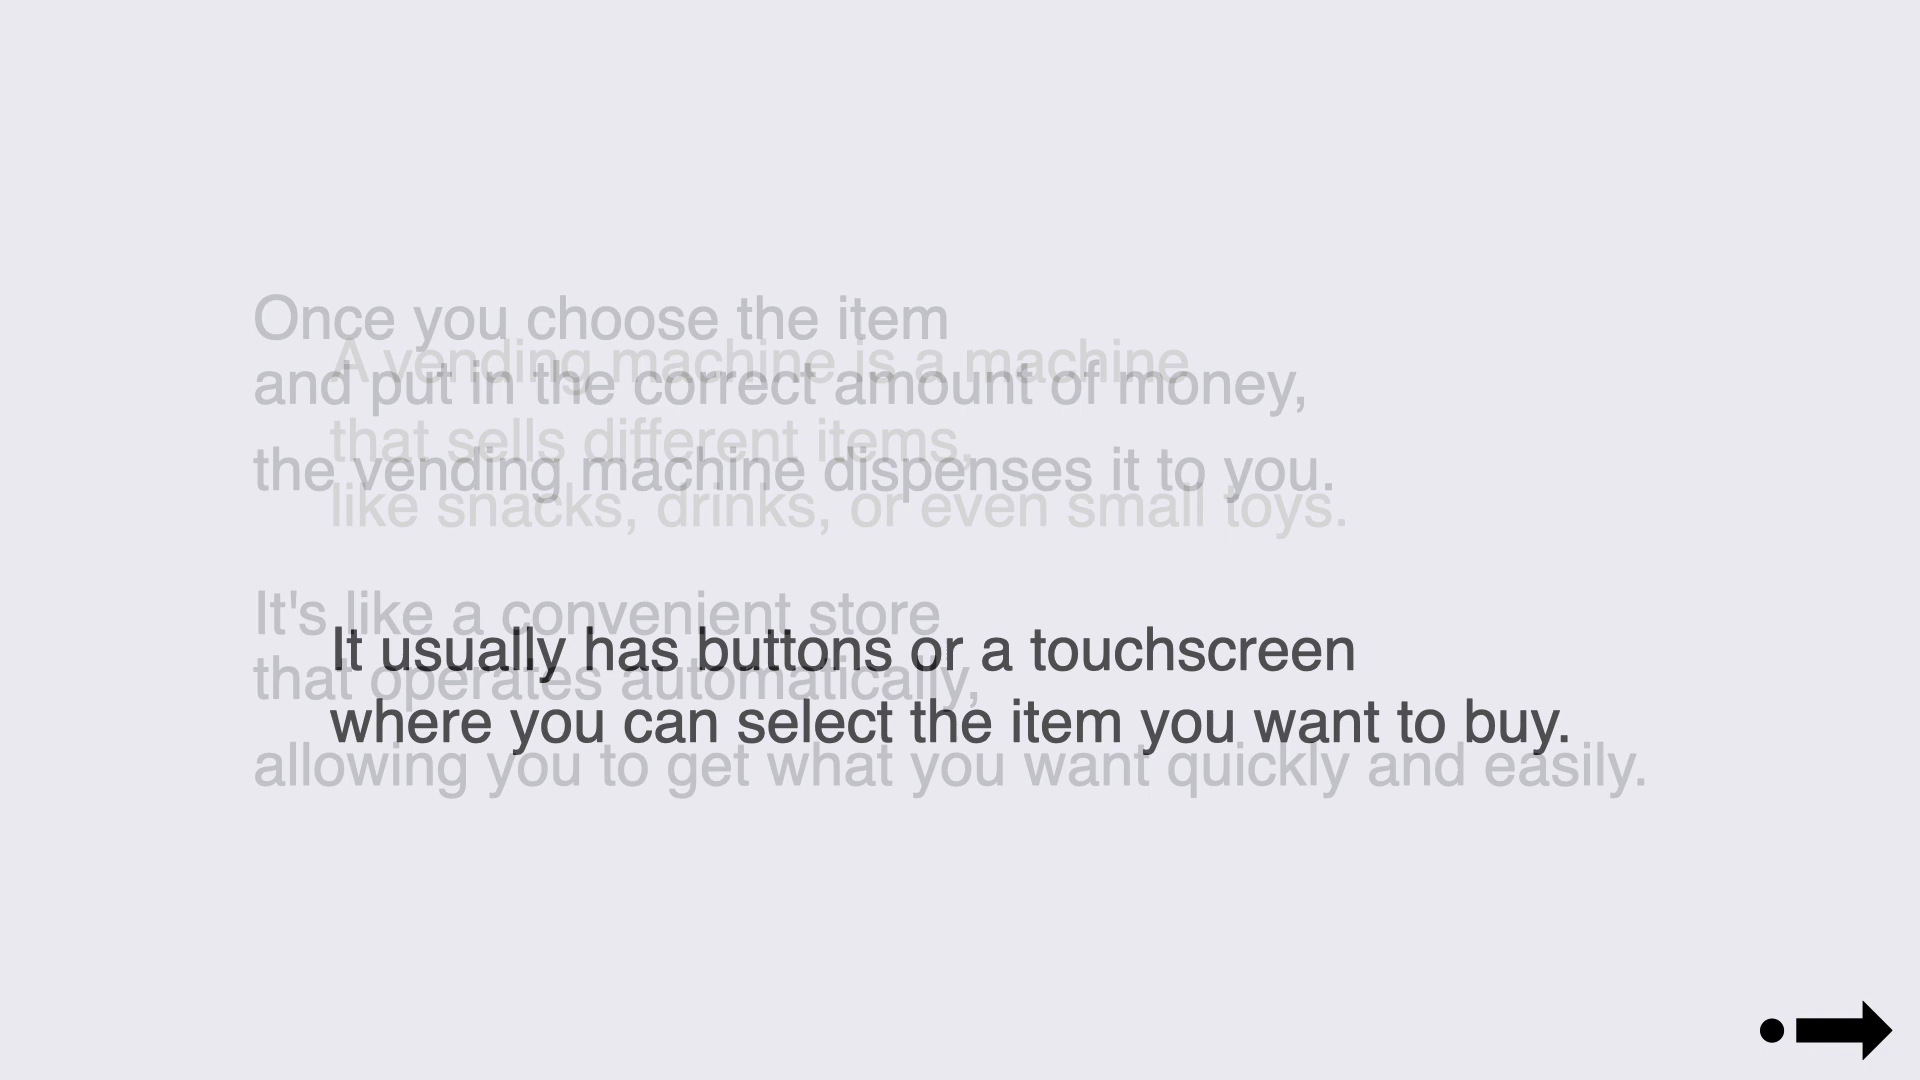 A vending machine is a machine
that sells different items,
like snacks, drinks, or even small toys.
It usually has buttons or a touchscreen
where you can select the item you want to buy.
Once you choose the item
and put in the correct amount of money,
the vending machine dispenses it to you.
It's like a convenient store
that operates automatically,
allowing you to get what you want quickly and easily.